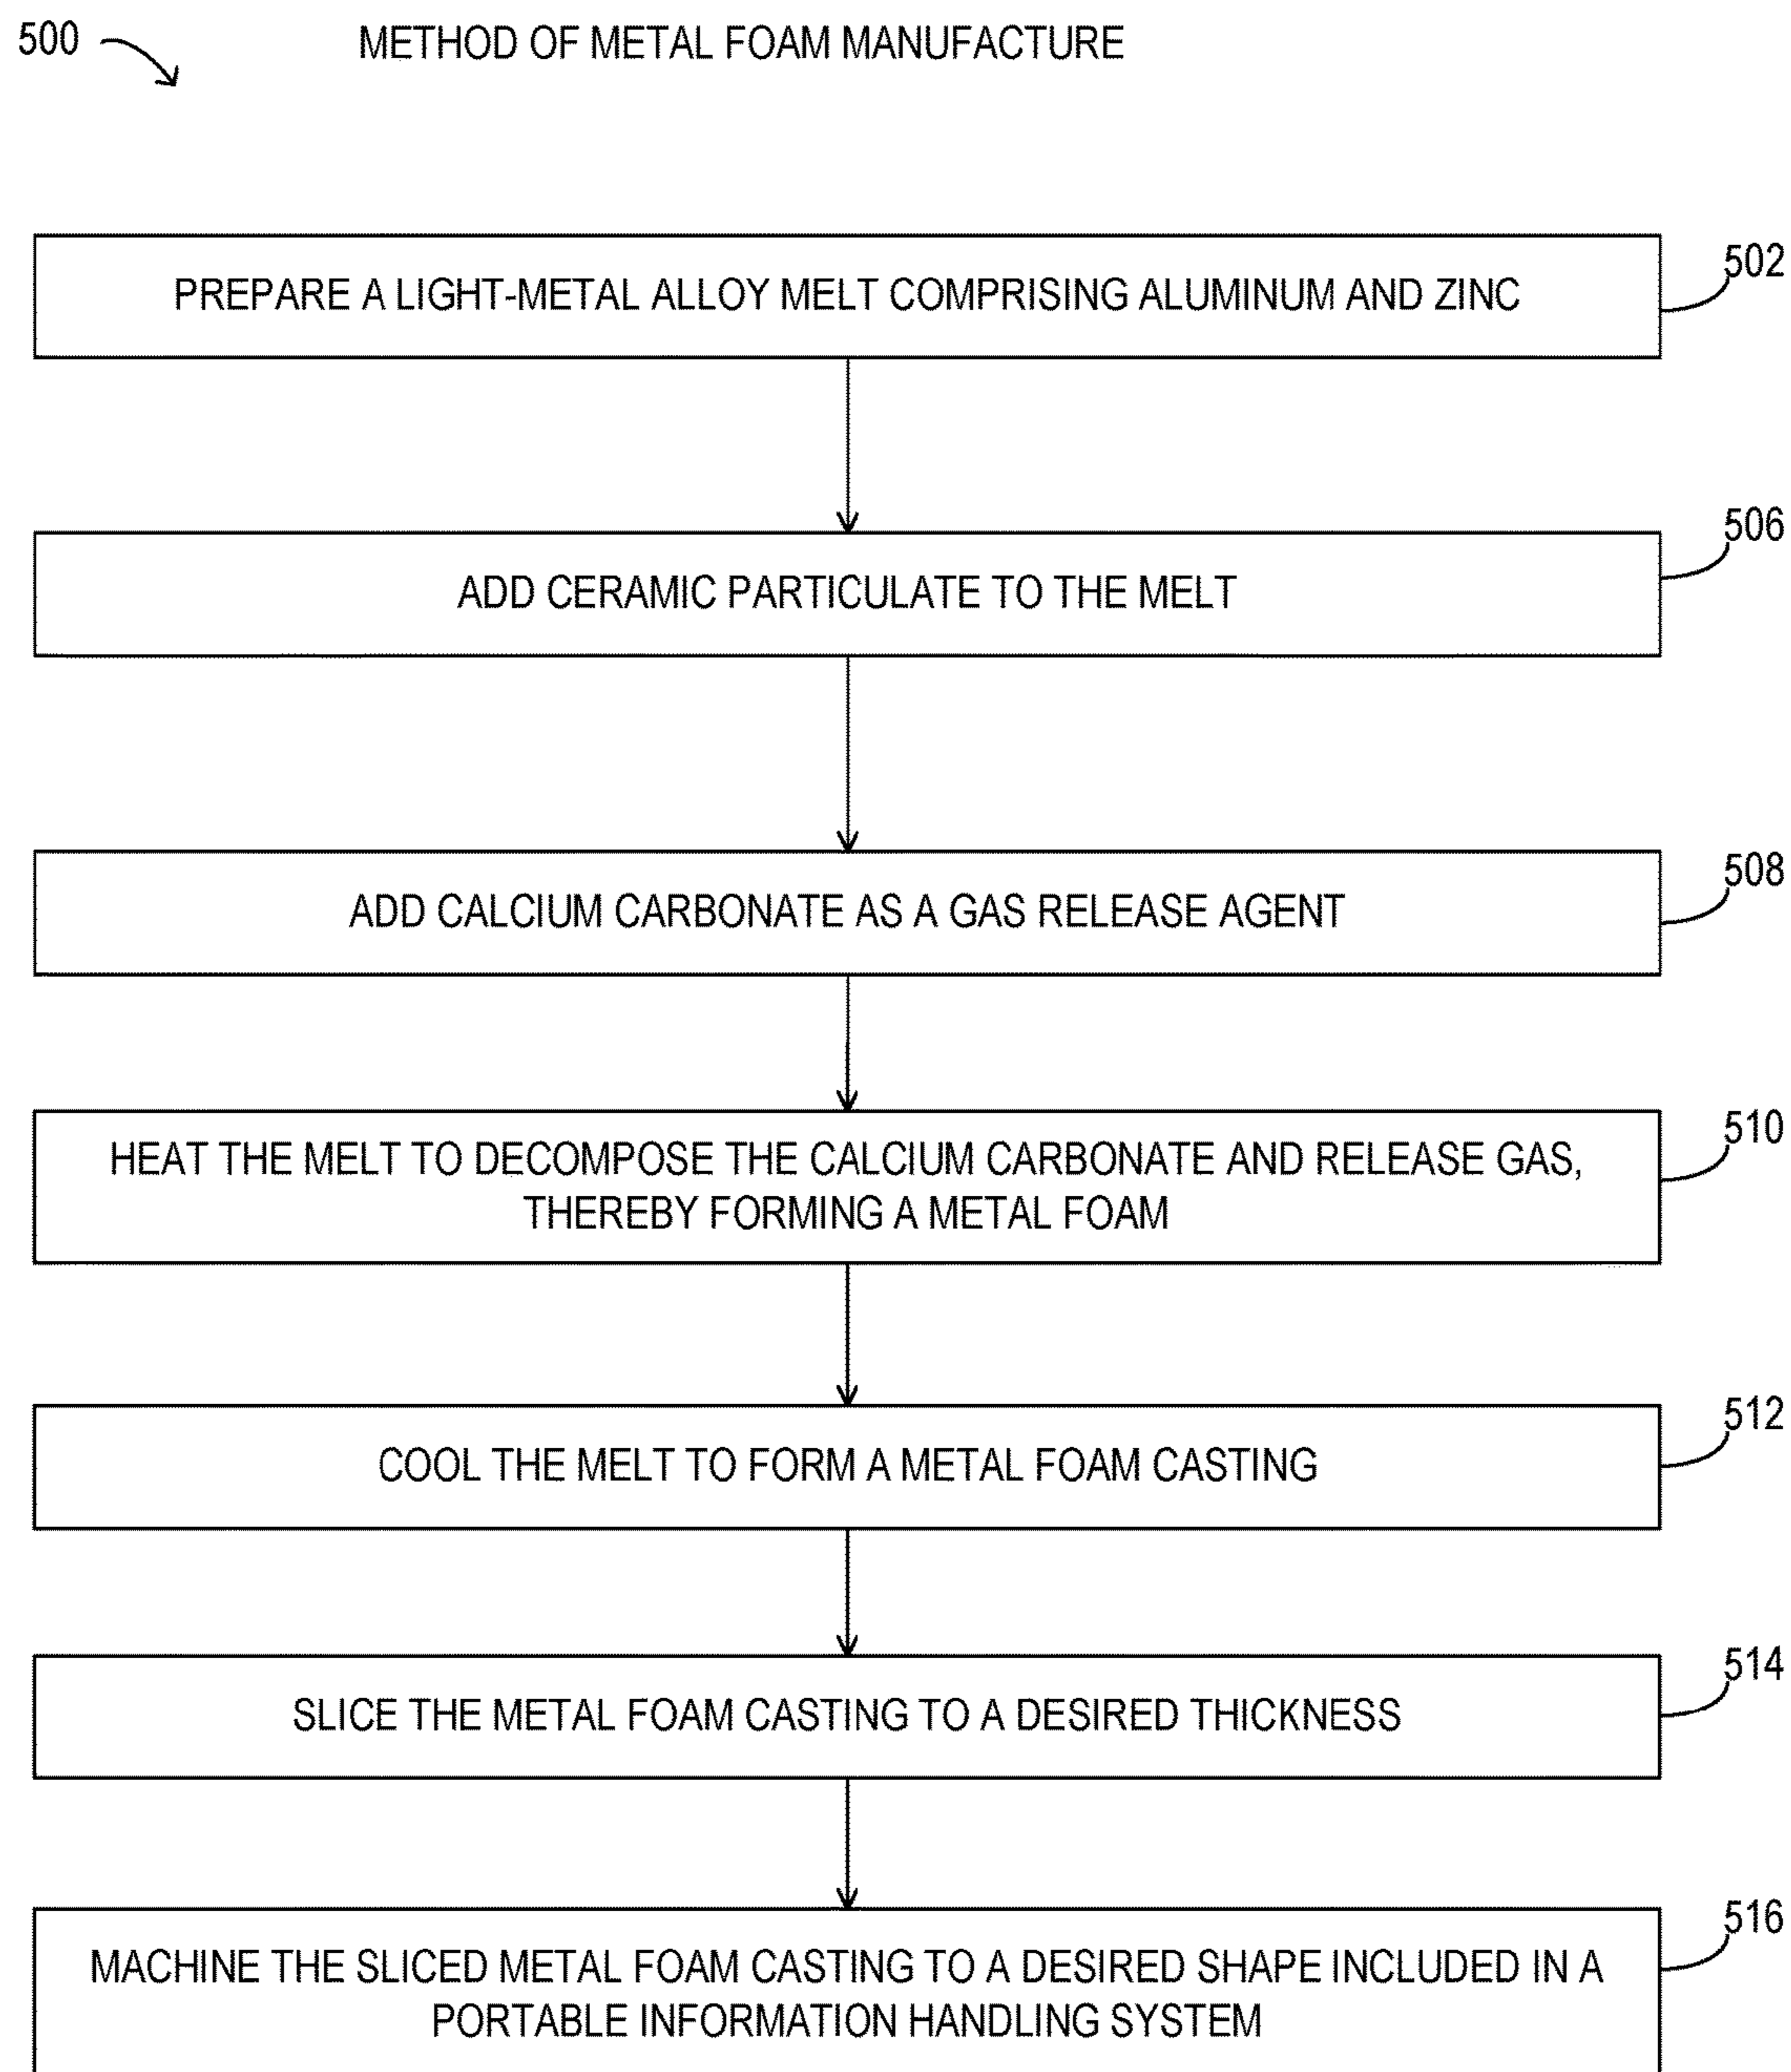 500
METHOD OF METAL FOAM MANUFACTURE
PREPARE A LIGHT-METAL ALLOY MELT COMPRISING ALUMINUM AND ZINC
502
ADD CERAMIC PARTICULATE TO THE MELT
506
ADD CALCIUM CARBONATE AS A GAS RELEASE AGENT
508
HEAT THE MELT TO DECOMPOSE THE CALCIUM CARBONATE AND RELEASE GAS,
THEREBY FORMING A METAL FOAM
510
COOL THE MELT TO FORM A METAL FOAM CASTING
512
SLICE THE METAL FOAM CASTING TO A DESIRED THICKNESS
514
MACHINE THE SLICED METAL FOAM CASTING TO A DESIRED SHAPE INCLUDED IN A
PORTABLE INFORMATION HANDLING SYSTEM
516